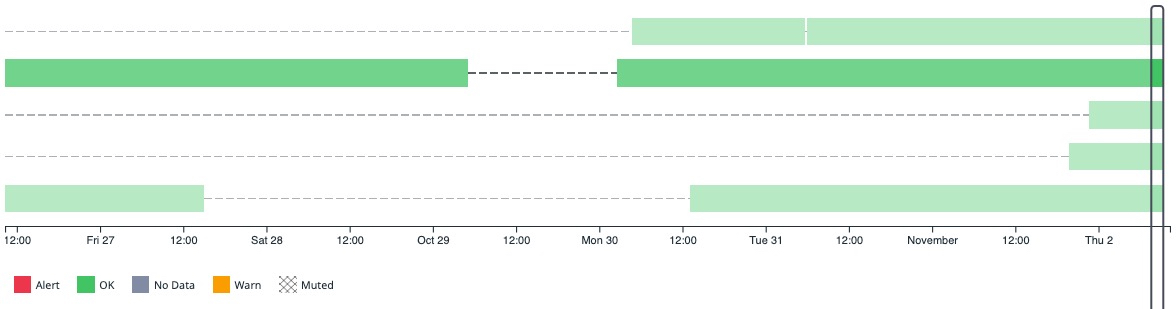 12:00 Fri 27 12:00 Sat 28 12:00 Oct 29 12:00 Mon 30 12:00 Tue 31 12:00 November 12:00 Thu 2
Alert OK No Data Warn Muted